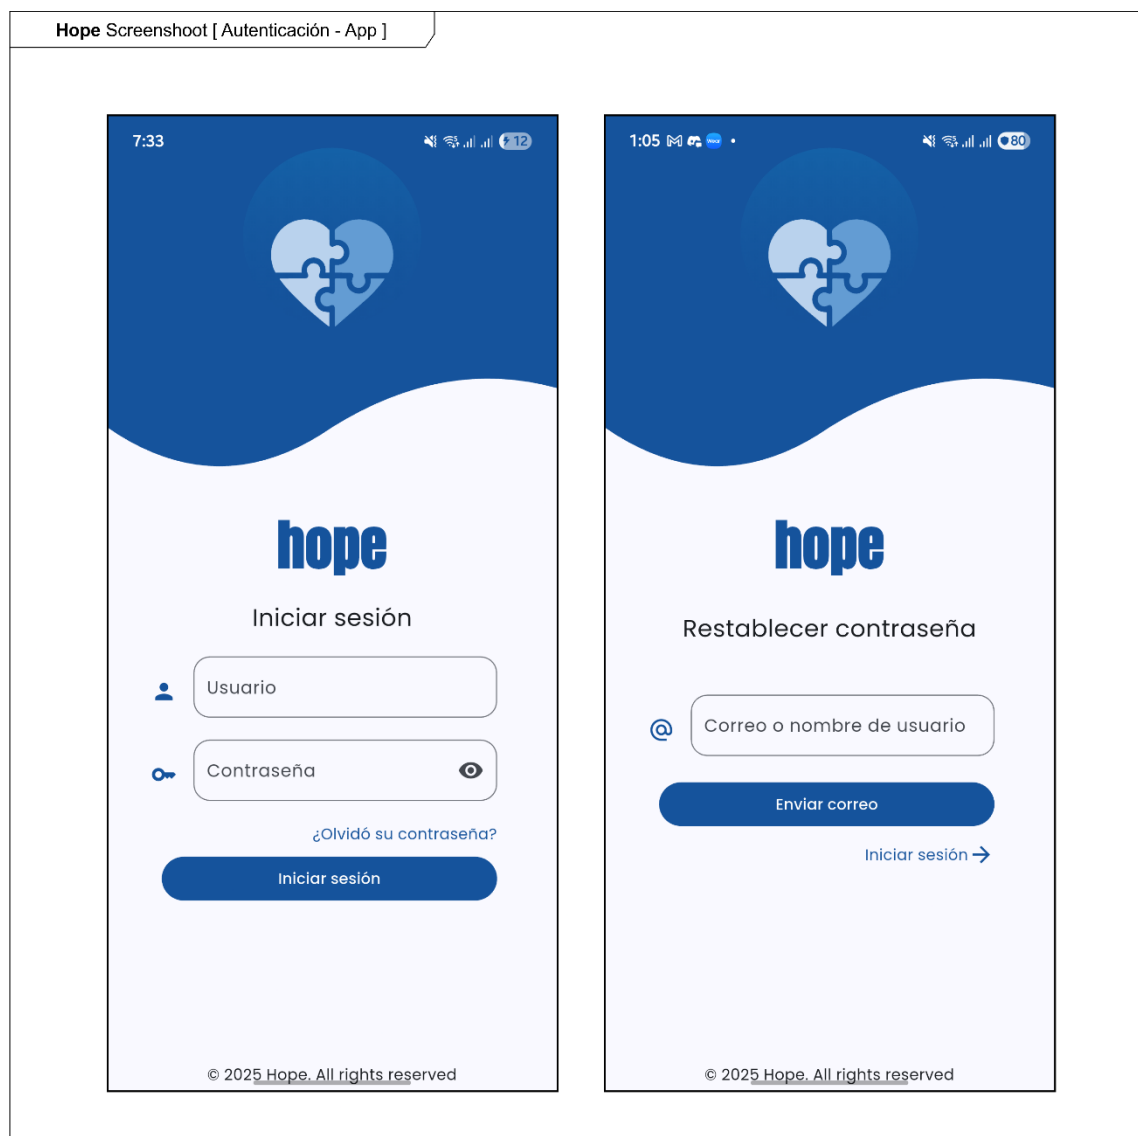 Hope Screenshoot [ Autenticación - App ]
7:33
12
hope
Iniciar sesión
Usuario
Contraseña
¿Olvidó su contraseña?
Iniciar sesión
© 2025 Hope. All rights reserved
1:05
80
hope
Restablecer contraseña
Correo o nombre de usuario
Enviar correo
Iniciar sesión
© 2025 Hope. All rights reserved